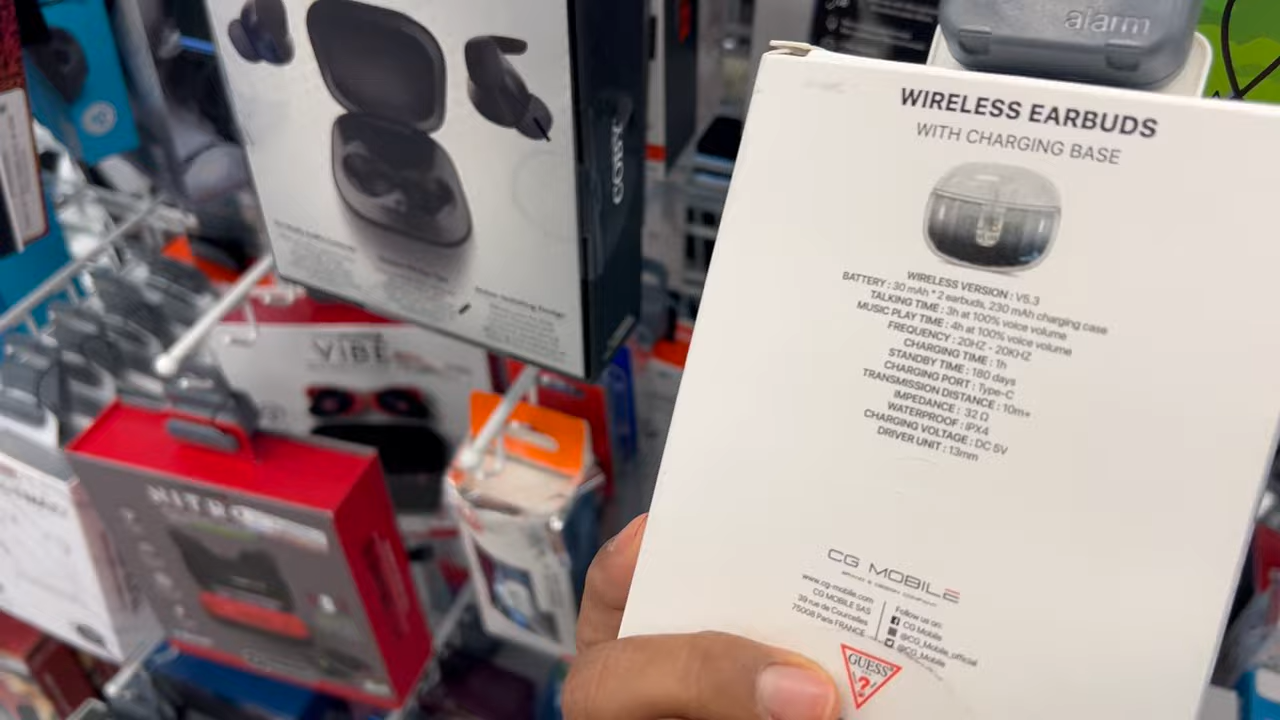 alarm
WIRELESS EARBUDS
WITH CHARGING BASE
WIRELESS VERSION : V5.3
BATTERY : 30 mAh * 2 earbuds, 230 mAh charging case
TALKING TIME : 3h at 100% voice volume
MUSIC PLAY TIME : 4h at 100% voice volume
FREQUENCY : 20HZ - 20KHZ
CHARGING TIME : 1h
STANDBY TIME : 180 days
CHARGING PORT : Type-C
TRANSMISSION DISTANCE : 10m+
IMPEDANCE : 32 Ω
WATERPROOF : IPX4
CHARGING VOLTAGE : DC 5V
DRIVER UNIT : 13mm
CG MOBILE
BRAND & DESIGN COMPANY
www.cg-mobile.com
CG MOBILE SAS
39 rue de Courcelles
75008 Paris FRANCE
Follow us on:
CG Mobile
@CG_Mobile_official
@CG_Mobile
GUESS
?
COBY
VIBE
NITRO